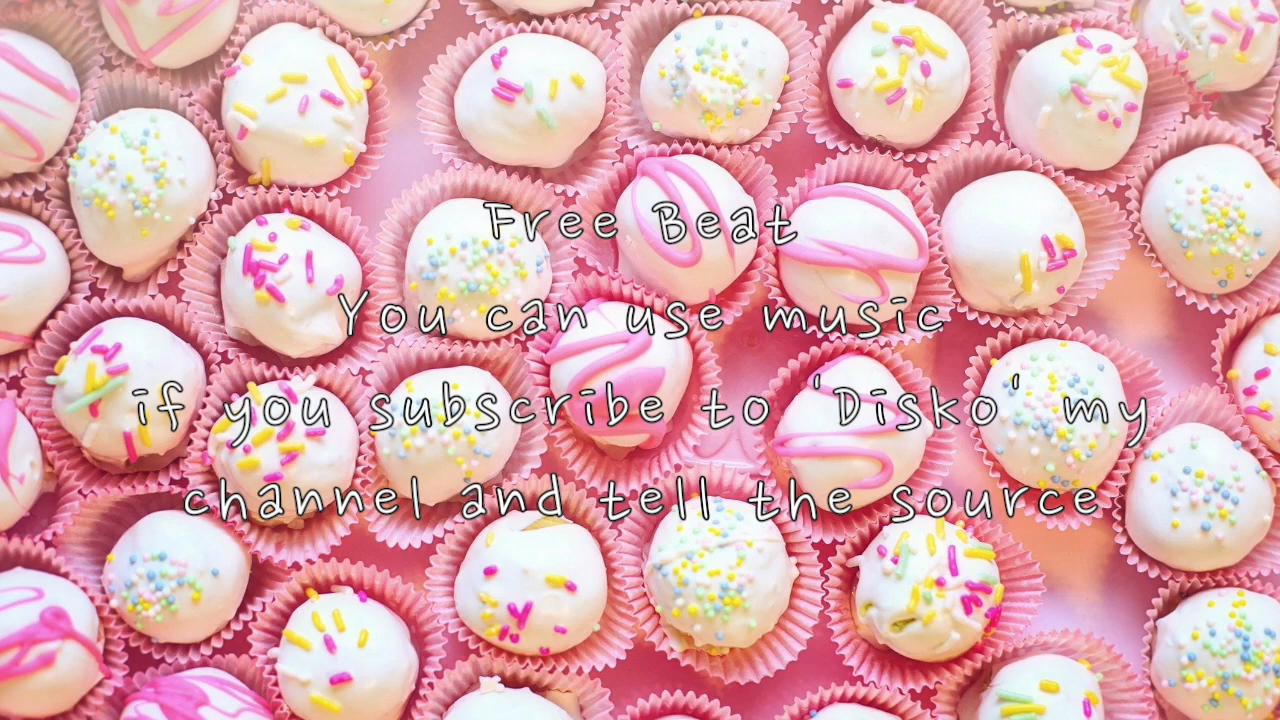 Free Beat
You can use music
if you subscribe to 'Disko' my
channel and tell the source